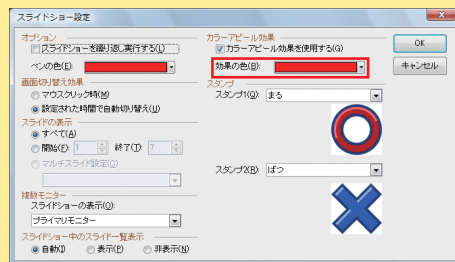 スライドショー設定
オプション
スライドショーを繰り返し実行する(L)
ペンの色(E):
画面切り替え効果
マウスクリック時(M)
設定された時間で自動切り替え(U)
スライドの表示
すべて(A)
開始(F): 1 終了(T): 7
マルチスライド設定(C)
複数モニター
スライドショーの表示(O):
プライマリモニター
スライドショー中のスライド一覧表示
自動(I) 表示(P) 非表示(N)
カラーアピール効果
カラーアピール効果を使用する(G)
効果の色(B):
スタンプ
スタンプ1(Q): まる
スタンプ2(R): ばつ
OK
キャンセル